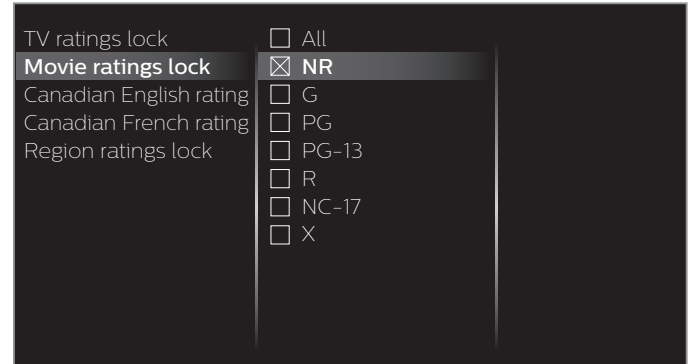 TV ratings lock
Movie ratings lock
Canadian English rating
Canadian French rating
Region ratings lock
All
NR
G
PG
PG-13
R
NC-17
X